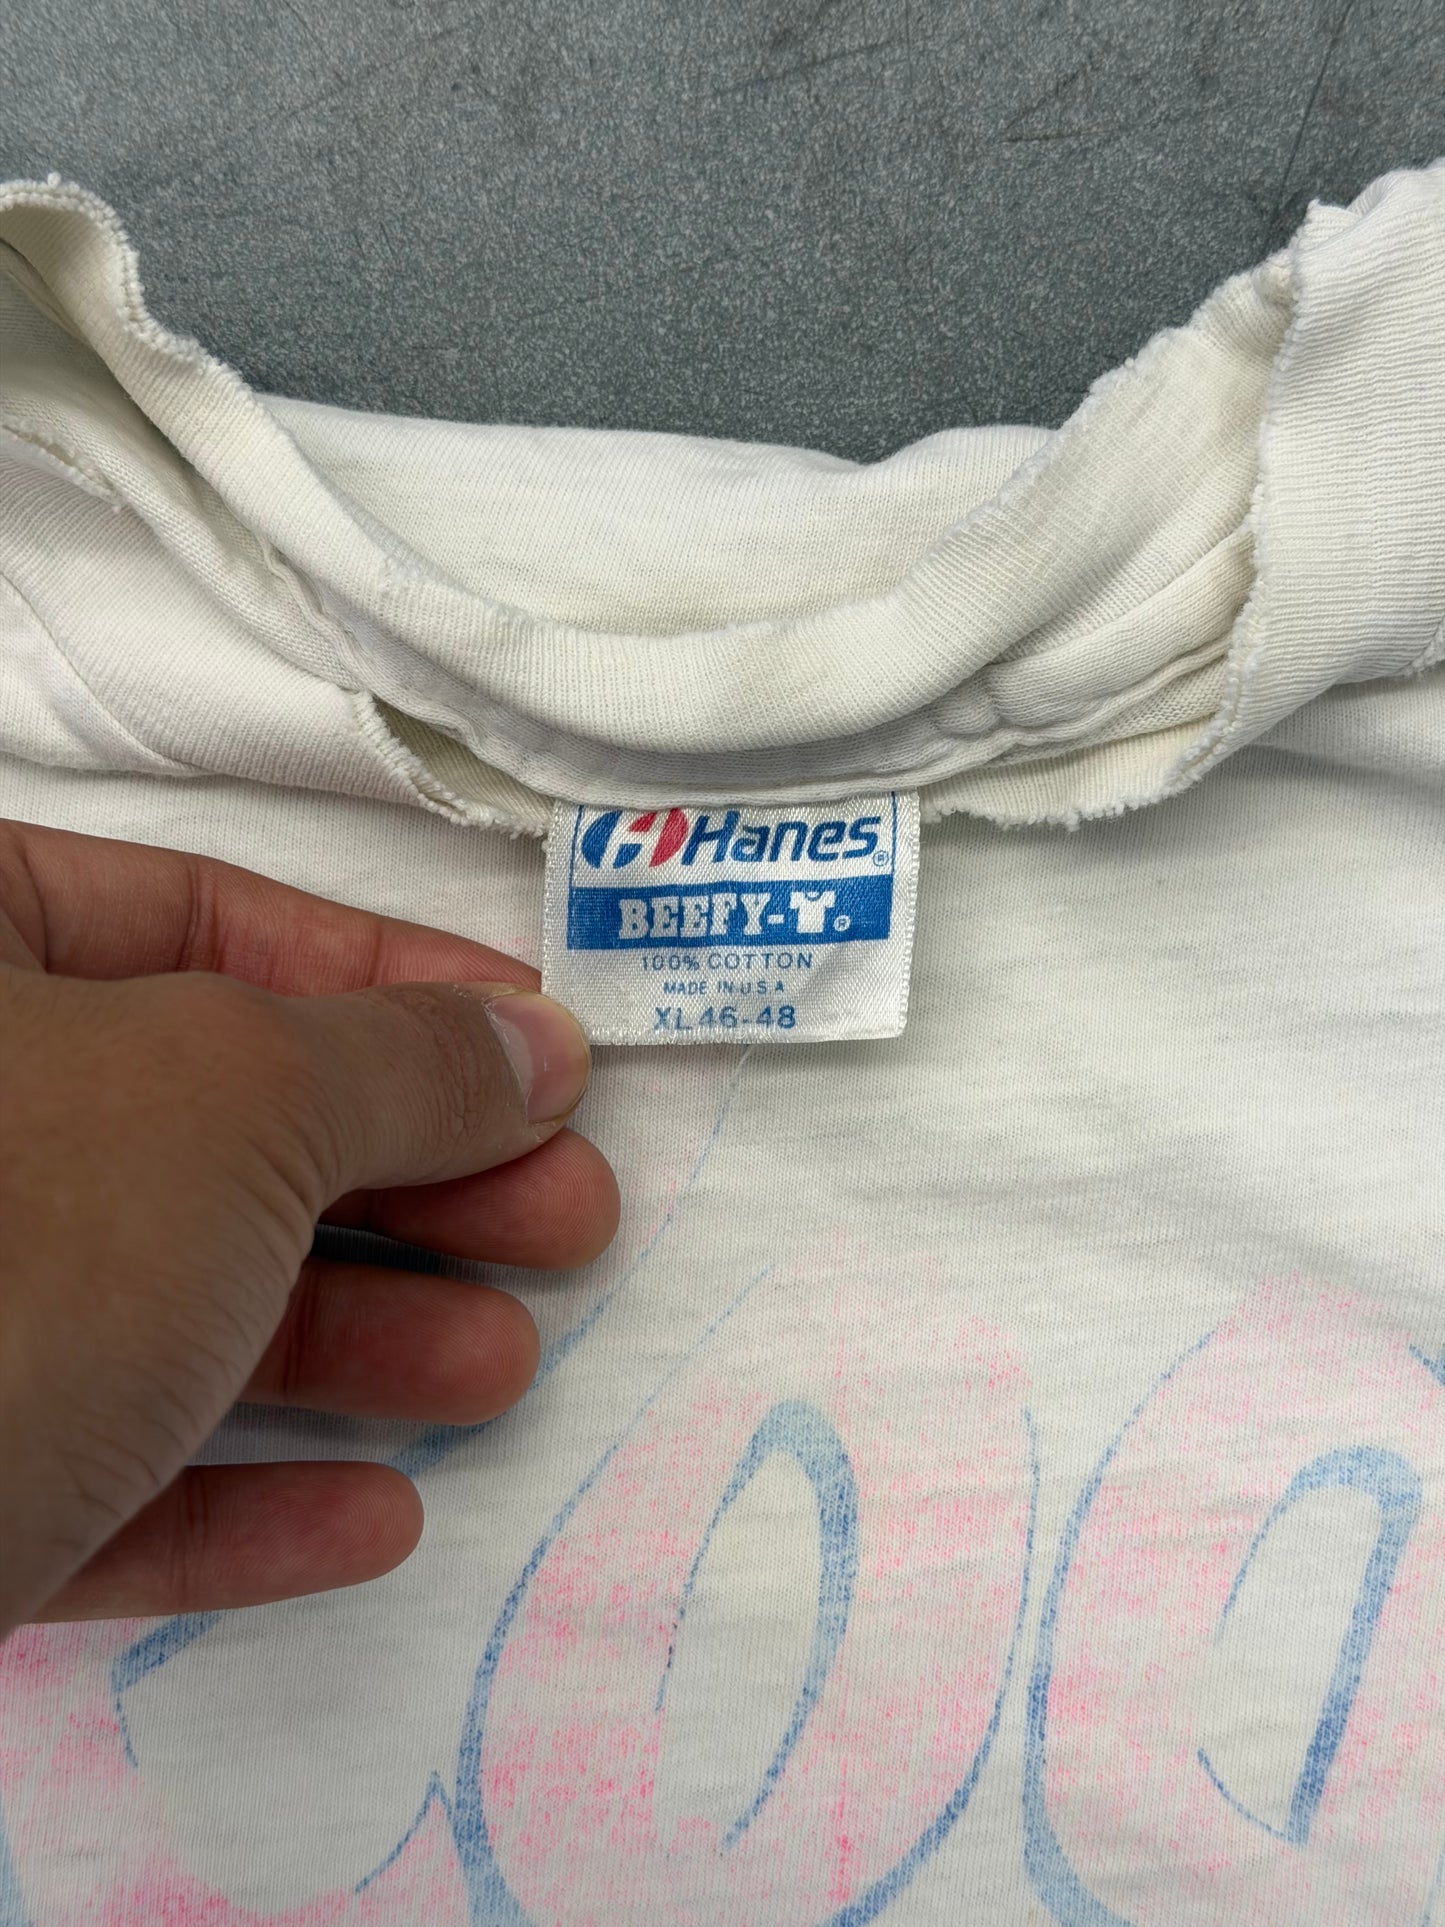 Hanes®
BEEFY-T®
100% COTTON
MADE IN U S A
XL 46-48